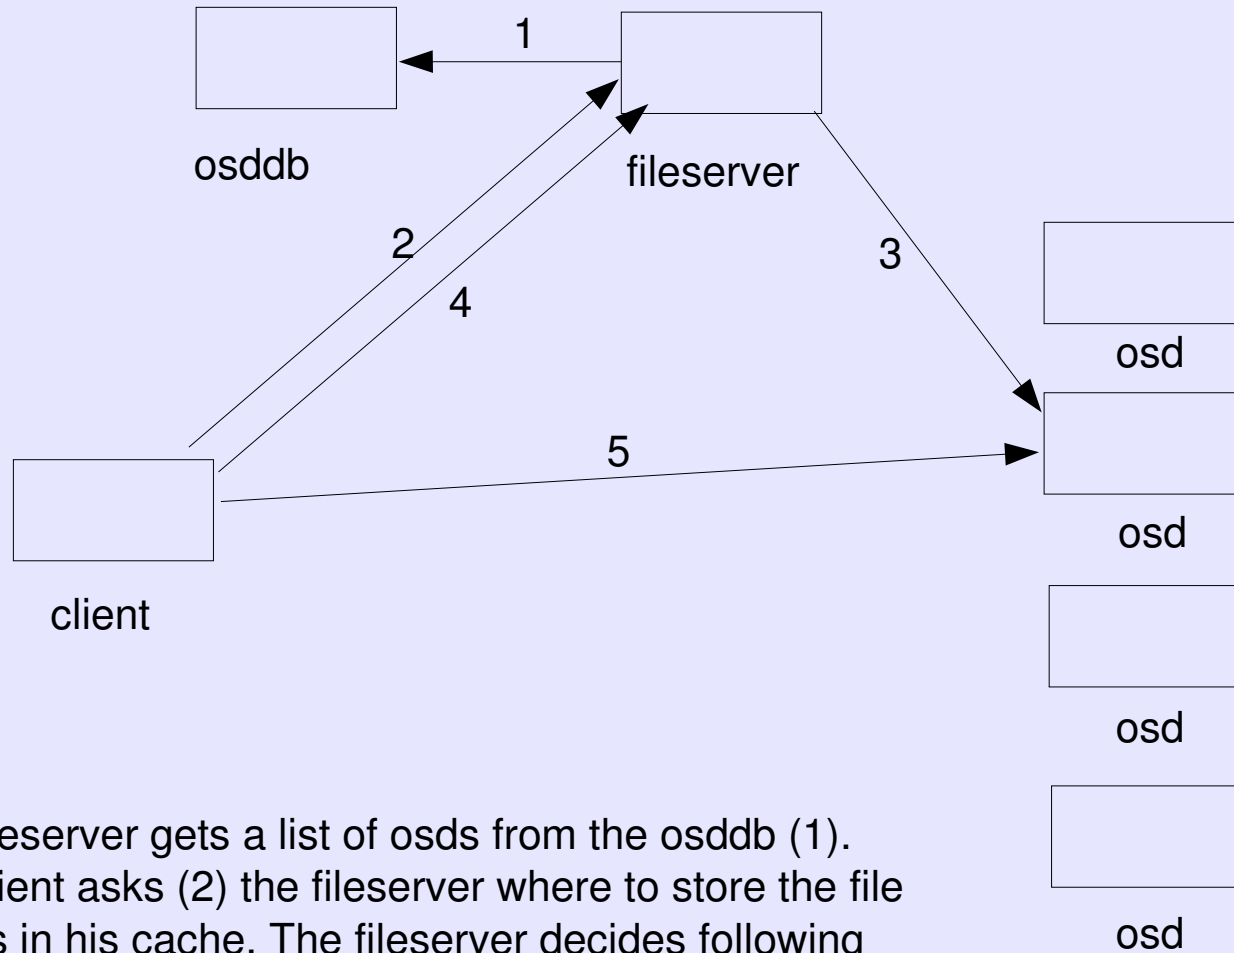 1
osddb
fileserver
2
3
4
osd
5
osd
client
osd
eserver gets a list of osds from the osddb (1).
ient asks (2) the fileserver where to store the file
s in his cache. The fileserver decides following
osd